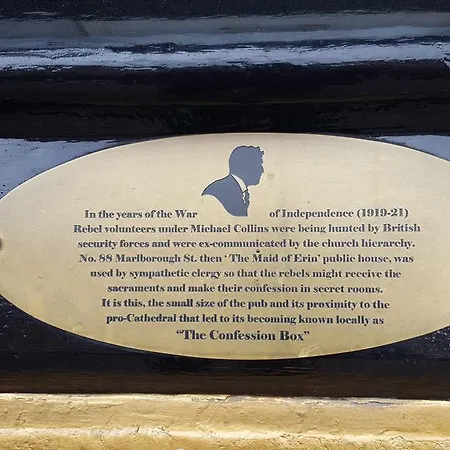 In the years of the War of Independence (1919-21)
Rebel volunteers under Michael Collins were being hunted by British
security forces and were ex-communicated by the church hierarchy.
No. 88 Marlborough St. then ‘ The Maid of Erin’ public house, was
used by sympathetic clergy so that the rebels might receive the
sacraments and make their confession in secret rooms.
It is this, the small size of the pub and its proximity to the
pro-Cathedral that led to its becoming known locally as
“The Confession Box”